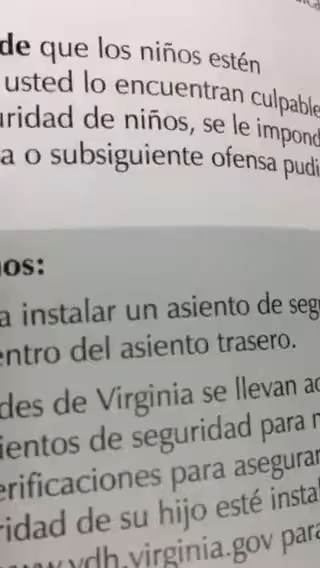 de que los niños estén
usted lo encuentran culpable
uridad de niños, se le impond
a o subsiguiente ofensa pudi
os:
a instalar un asiento de seg
entro del asiento trasero.
des de Virginia se llevan a
ientos de seguridad para
erificaciones para asegurar
ridad de su hijo esté insta
www.vdh.virginia.gov para